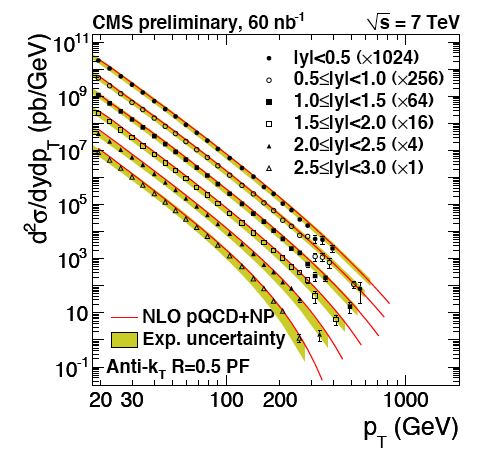 CMS preliminary, 60 nb⁻¹ √s = 7 TeV
d²σ/dydp_T (pb/GeV)
10¹¹
10⁹
10⁷
10⁵
10³
10
10⁻¹
|y|<0.5 (×1024)
0.5≤|y|<1.0 (×256)
1.0≤|y|<1.5 (×64)
1.5≤|y|<2.0 (×16)
2.0≤|y|<2.5 (×4)
2.5≤|y|<3.0 (×1)
NLO pQCD+NP
Exp. uncertainty
Anti-k_T R=0.5 PF
20 30 100 200 1000
p_T (GeV)